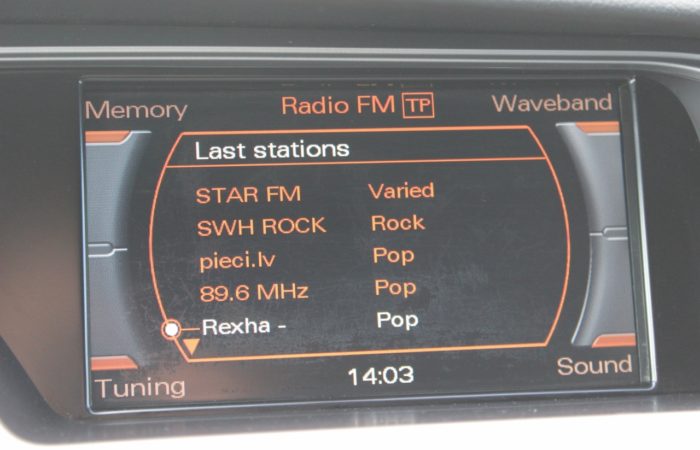 Memory Radio FM TP Waveband
Last stations
STAR FM Varied
SWH ROCK Rock
pieci.lv Pop
89.6 MHz Pop
Rexha - Pop
Tuning 14:03 Sound